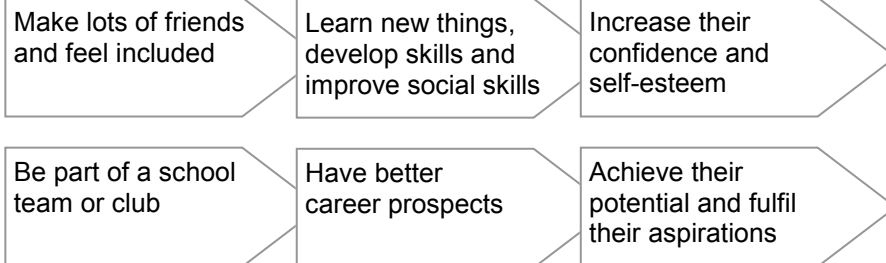 Make lots of friends
and feel included
Learn new things,
develop skills and
improve social skills
Increase their
confidence and
self-esteem
Be part of a school
team or club
Have better
career prospects
Achieve their
potential and fulfil
their aspirations